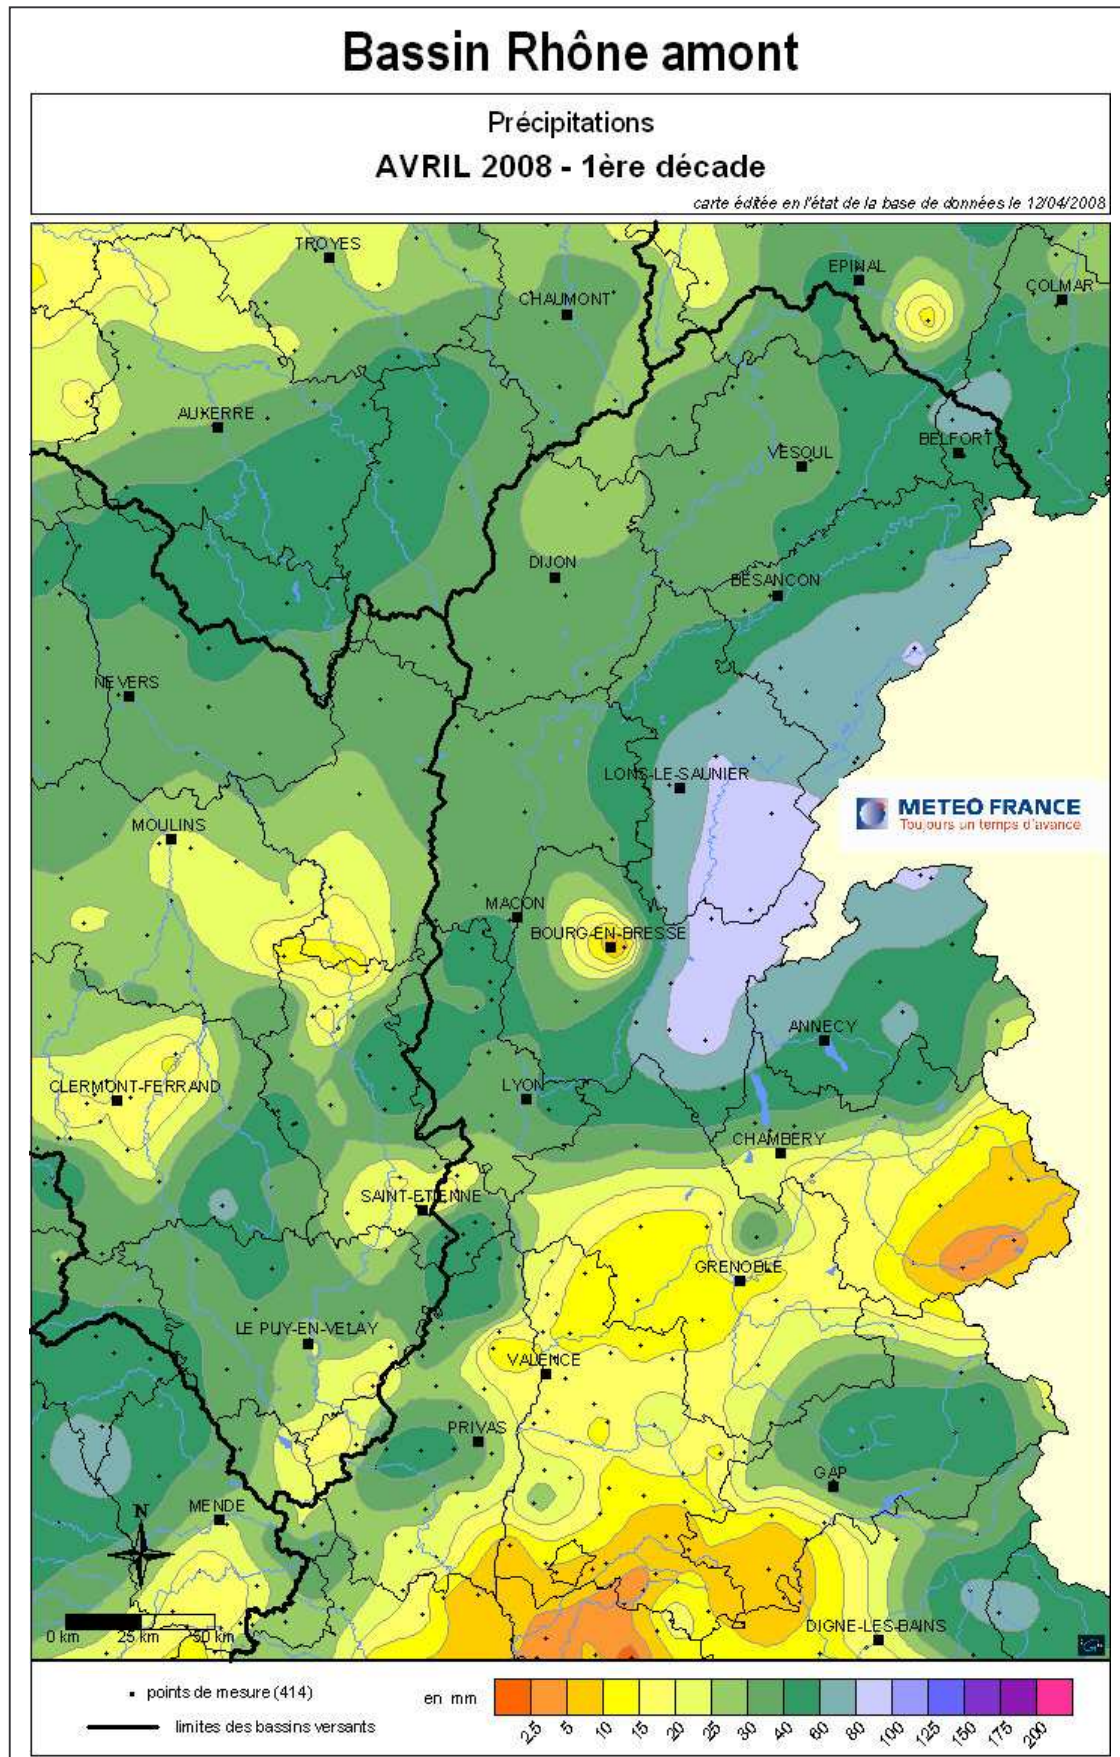 Bassin Rhône amont
Précipitations
AVRIL 2008 - 1ère décade
carte éditée en l'état de la base de données le 12/04/2008
TROYES
EPINAL
CHAUMONT
COLMAR
AUXERRE
BELFORT
VESOUL
DIJON
BESANCON
NEVERS
LONS-LE-SAUNIER
METEO FRANCE
Toujours un temps d'avance
MOULINS
MACON
BOURG-EN-BRESSE
ANNECY
CLERMONT-FERRAND
LYON
CHAMBERY
SAINT-ETIENNE
GRENOBLE
LE PUY-EN-VELAY
VALENCE
PRIVAS
GAP
MENDE
N
DIGNE-LES-BAINS
0 km 25 km 50 km
points de mesure (414)
limites des bassins versants
en mm
2,5 5 10 15 20 25 30 40 60 80 100 125 150 175 200